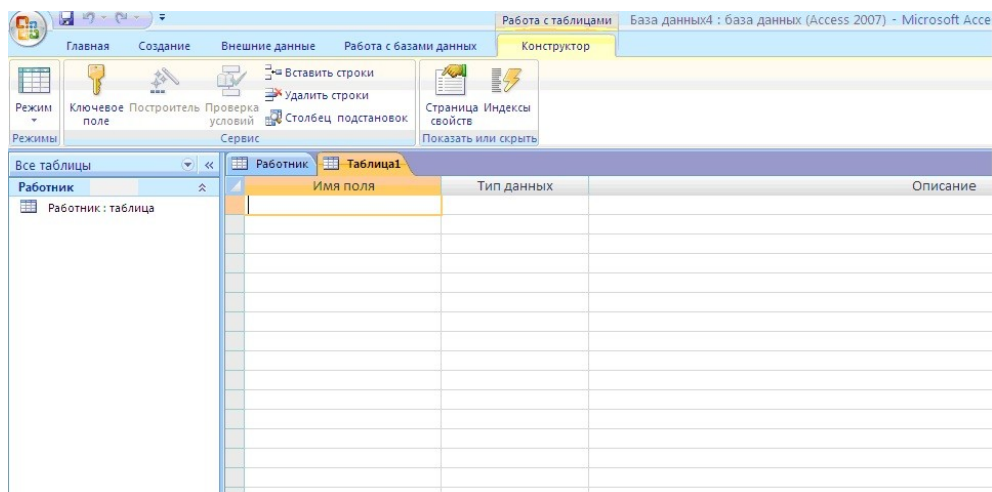 Работа с таблицами База данных4 : база данных (Access 2007) - Microsoft Acce
Главная Создание Внешние данные Работа с базами данных Конструктор
Режим
Ключевое поле
Построитель
Проверка условий
Вставить строки
Удалить строки
Столбец подстановок
Страница свойств
Индексы
Режимы Сервис Показать или скрыть
Все таблицы «
Работник Таблица1
Работник
Работник : таблица
Имя поля Тип данных Описание